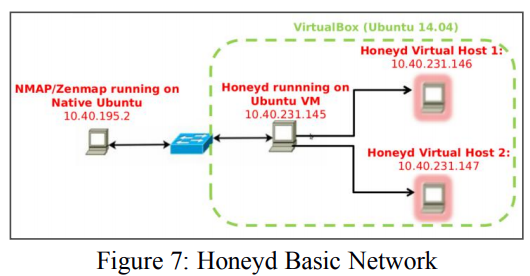 VirtualBox (Ubuntu 14.04)
Honeyd Virtual Host 1:
10.40.231.146
NMAP/Zenmap running on
Native Ubuntu
10.40.195.2
Honeyd runnning on
Ubuntu VM
10.40.231.145
Honeyd Virtual Host 2:
10.40.231.147
Figure 7: Honeyd Basic Network